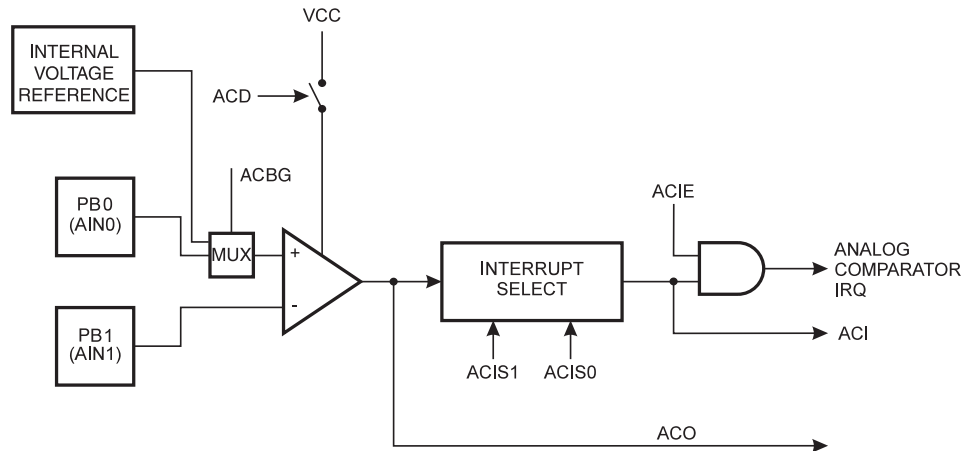 VCC
INTERNAL
VOLTAGE
REFERENCE
ACD
ACBG
PB0
(AIN0)
MUX
+
-
PB1
(AIN1)
INTERRUPT
SELECT
ACIS1
ACIS0
ACIE
ANALOG
COMPARATOR
IRQ
ACI
ACO